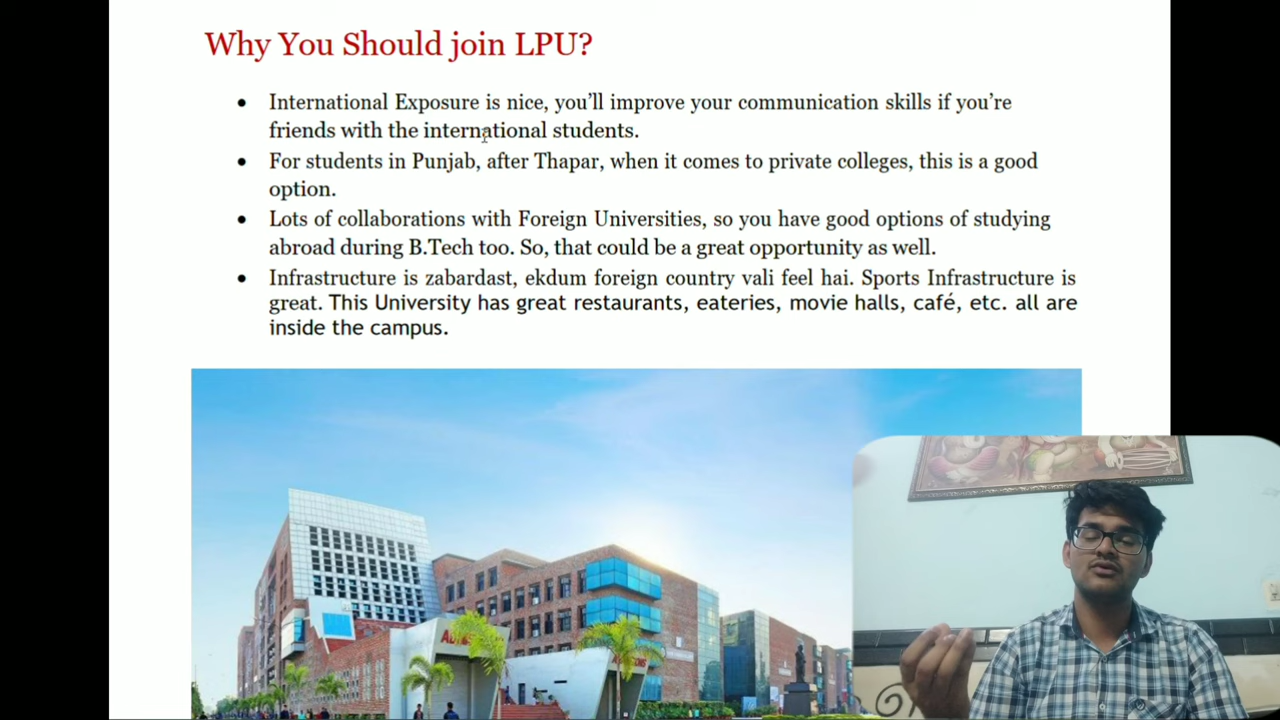 Why You Should join LPU?
• International Exposure is nice, you’ll improve your communication skills if you’re
friends with the international students.
• For students in Punjab, after Thapar, when it comes to private colleges, this is a good
option.
• Lots of collaborations with Foreign Universities, so you have good options of studying
abroad during B.Tech too. So, that could be a great opportunity as well.
• Infrastructure is zabardast, ekdum foreign country vali feel hai. Sports Infrastructure is
great. This University has great restaurants, eateries, movie halls, café, etc. all are
inside the campus.